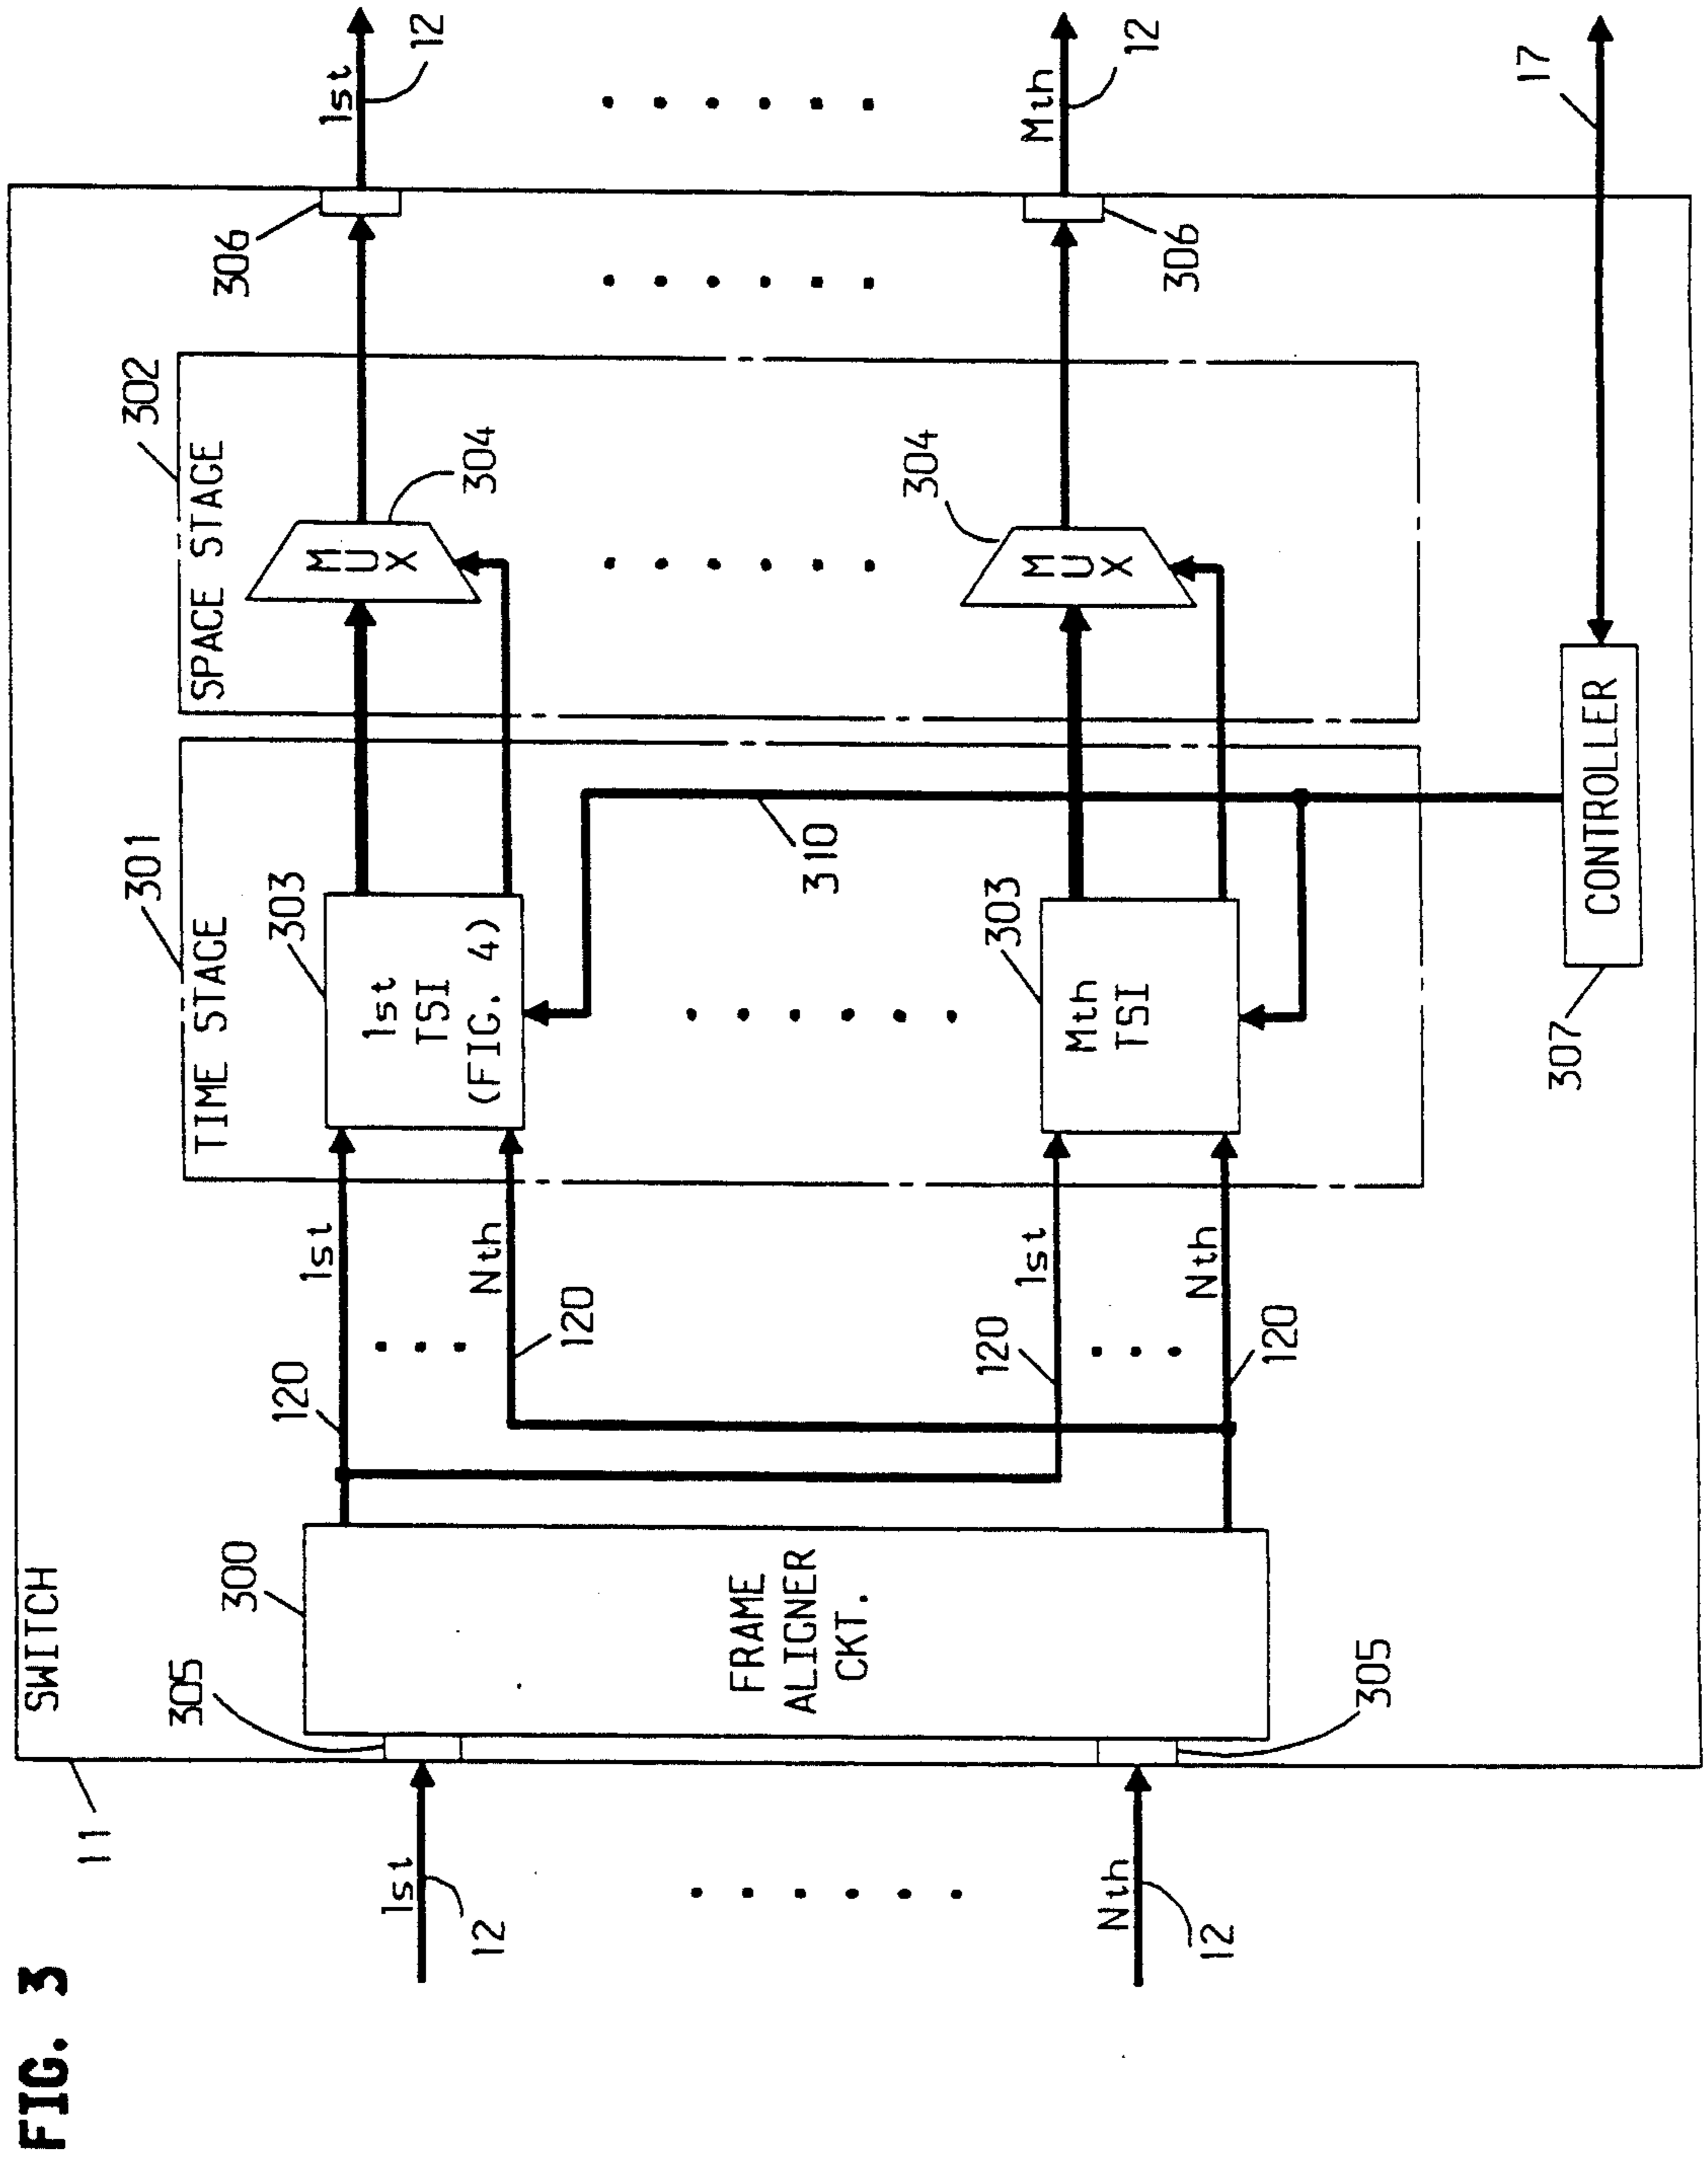 FIG. 3
11
SWITCH
1st
12
Nth
12
305
305
300
FRAME
ALIGNER
CKT.
120
1st
120
Nth
120
1st
120
Nth
301
TIME STAGE
303
1st
TSI
(FIG. 4)
303
Mth
TSI
310
302
SPACE STAGE
MUX
304
MUX
304
306
306
1st
12
Mth
12
307
CONTROLLER
17